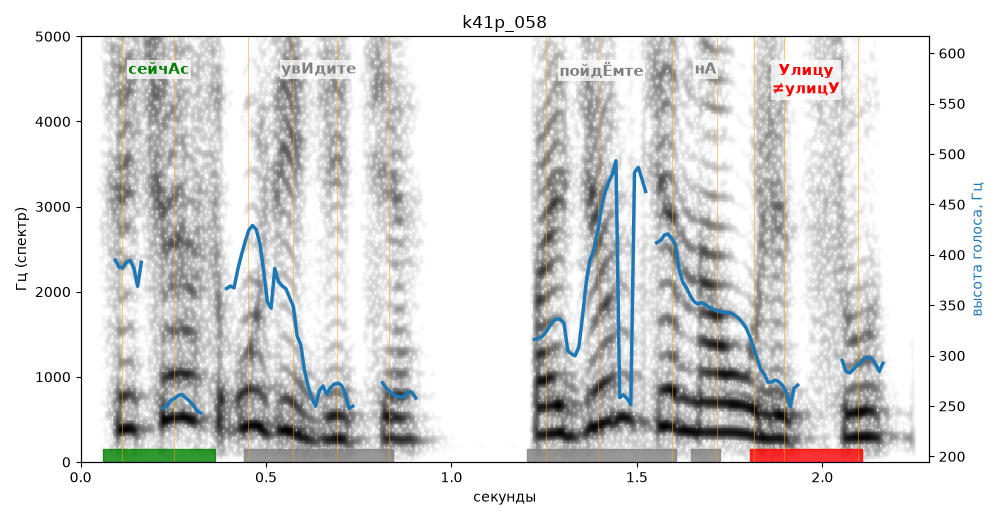 k41p_058
5000
4000
3000
2000
1000
0
Гц (спектр)
сейчАс
увИдите
пойдЁмте
нА
Улицу
≠улицУ
600
550
500
450
400
350
300
250
200
высота голоса, Гц
0.0
0.5
1.0
1.5
2.0
секунды